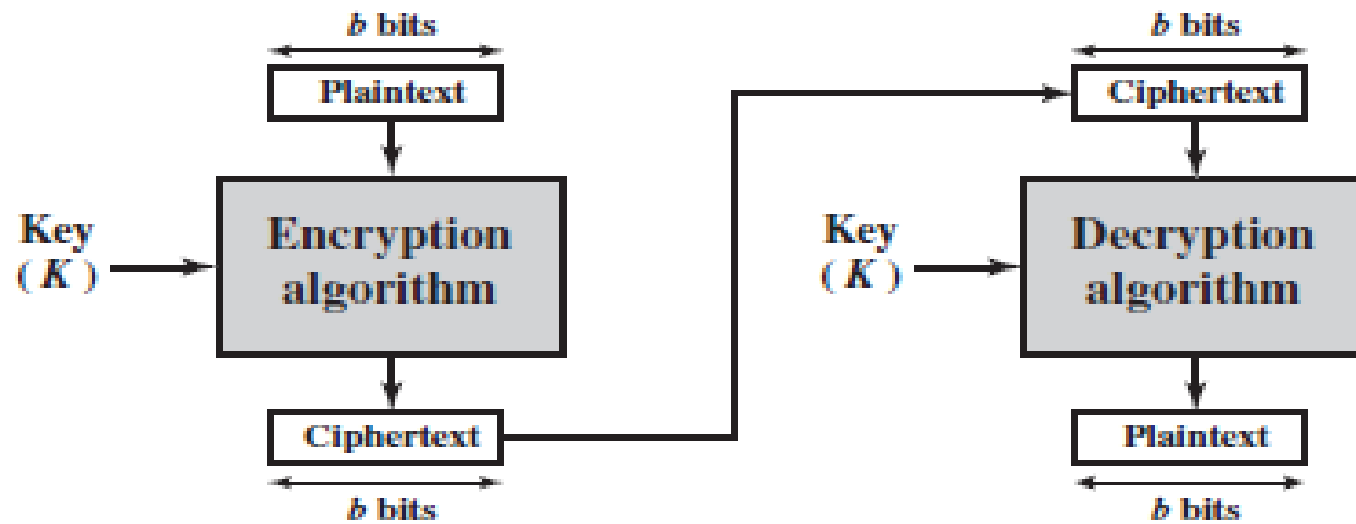 b bits
Plaintext
Key
(K)
Encryption
algorithm
Ciphertext
b bits
b bits
Ciphertext
Key
(K)
Decryption
algorithm
Plaintext
b bits